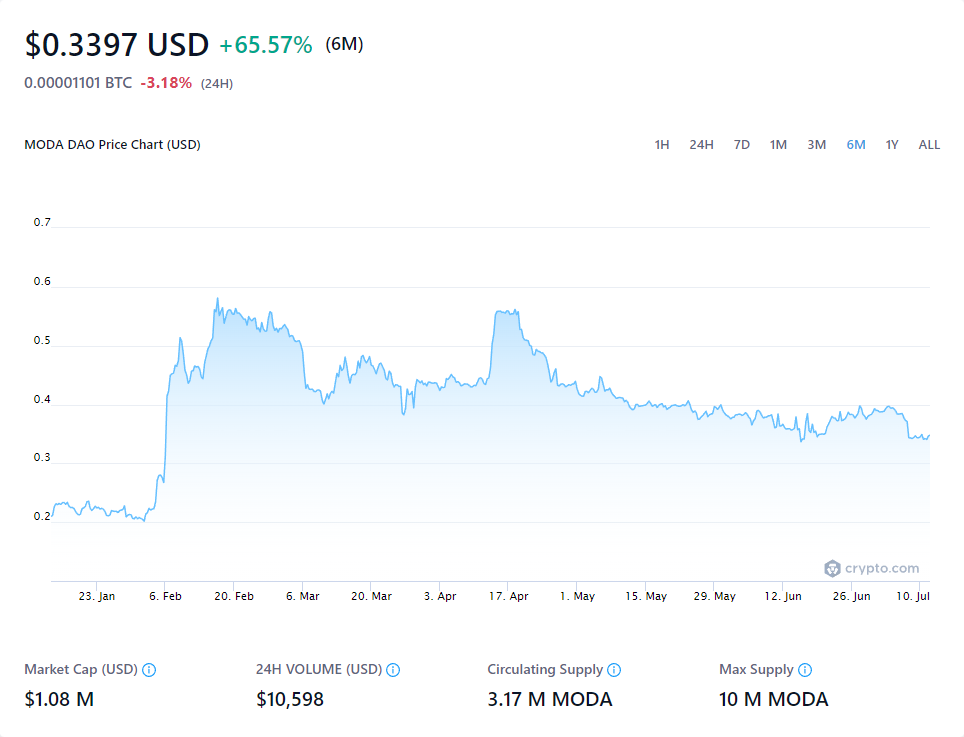 $0.3397 USD +65.57% (6M)
0.00001101 BTC -3.18% (24H)
MODA DAO Price Chart (USD) 1H 24H 7D 1M 3M 6M 1Y ALL
0.7
0.6
0.5
0.4
0.3
0.2
crypto.com
23. Jan 6. Feb 20. Feb 6. Mar 20. Mar 3. Apr 17. Apr 1. May 15. May 29. May 12. Jun 26. Jun 10. Jul
Market Cap (USD) 24H VOLUME (USD) Circulating Supply Max Supply
$1.08 M $10,598 3.17 M MODA 10 M MODA